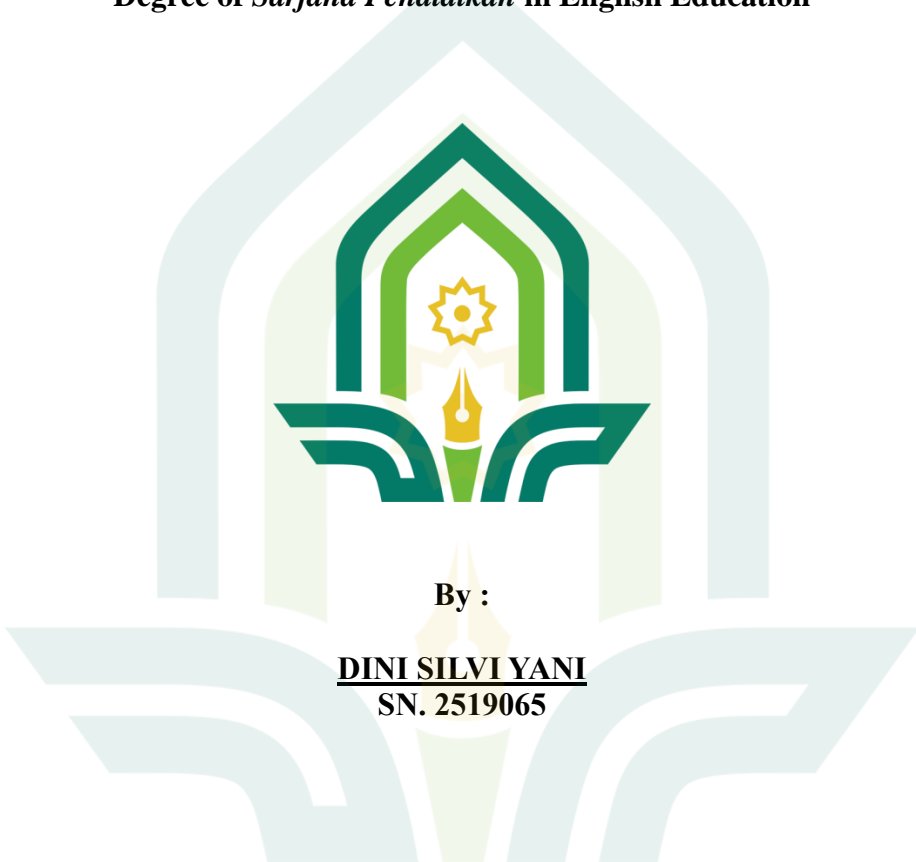 Degree of Sarjana Pendidikan in English Education
By :
DINI SILVI YANI
SN. 2519065